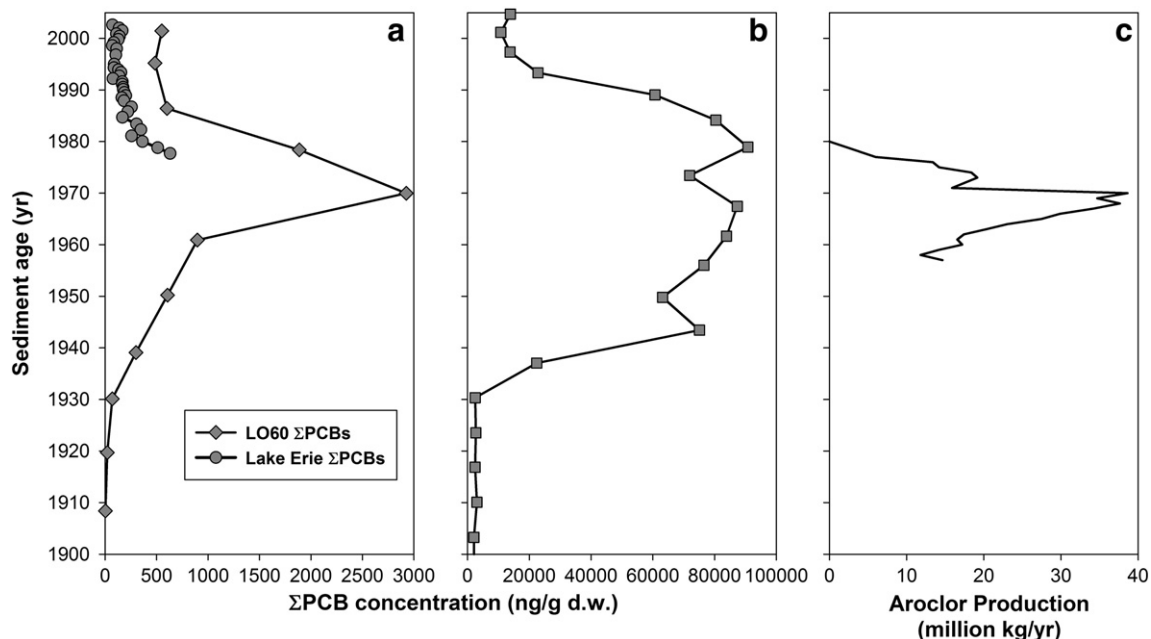 a
b
c
Sediment age (yr)
2000
1990
1980
1970
1960
1950
1940
1930
1920
1910
1900
LO60 ΣPCBs
Lake Erie ΣPCBs
0 500 1000 1500 2000 2500 3000
0 20000 40000 60000 80000 100000
0 10 20 30 40
ΣPCB concentration (ng/g d.w.)
Aroclor Production
(million kg/yr)